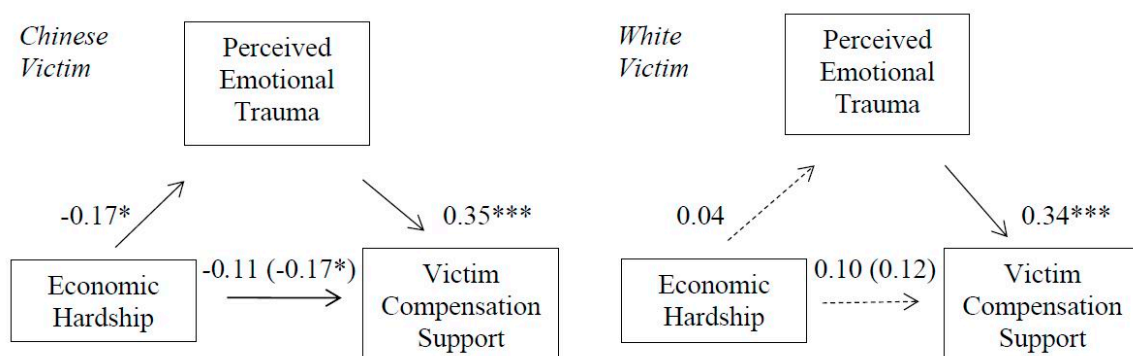 Chinese
Victim
Perceived
Emotional
Trauma
-0.17*
0.35***
Economic
Hardship
-0.11 (-0.17*)
Victim
Compensation
Support
White
Victim
Perceived
Emotional
Trauma
0.04
0.34***
Economic
Hardship
0.10 (0.12)
Victim
Compensation
Support